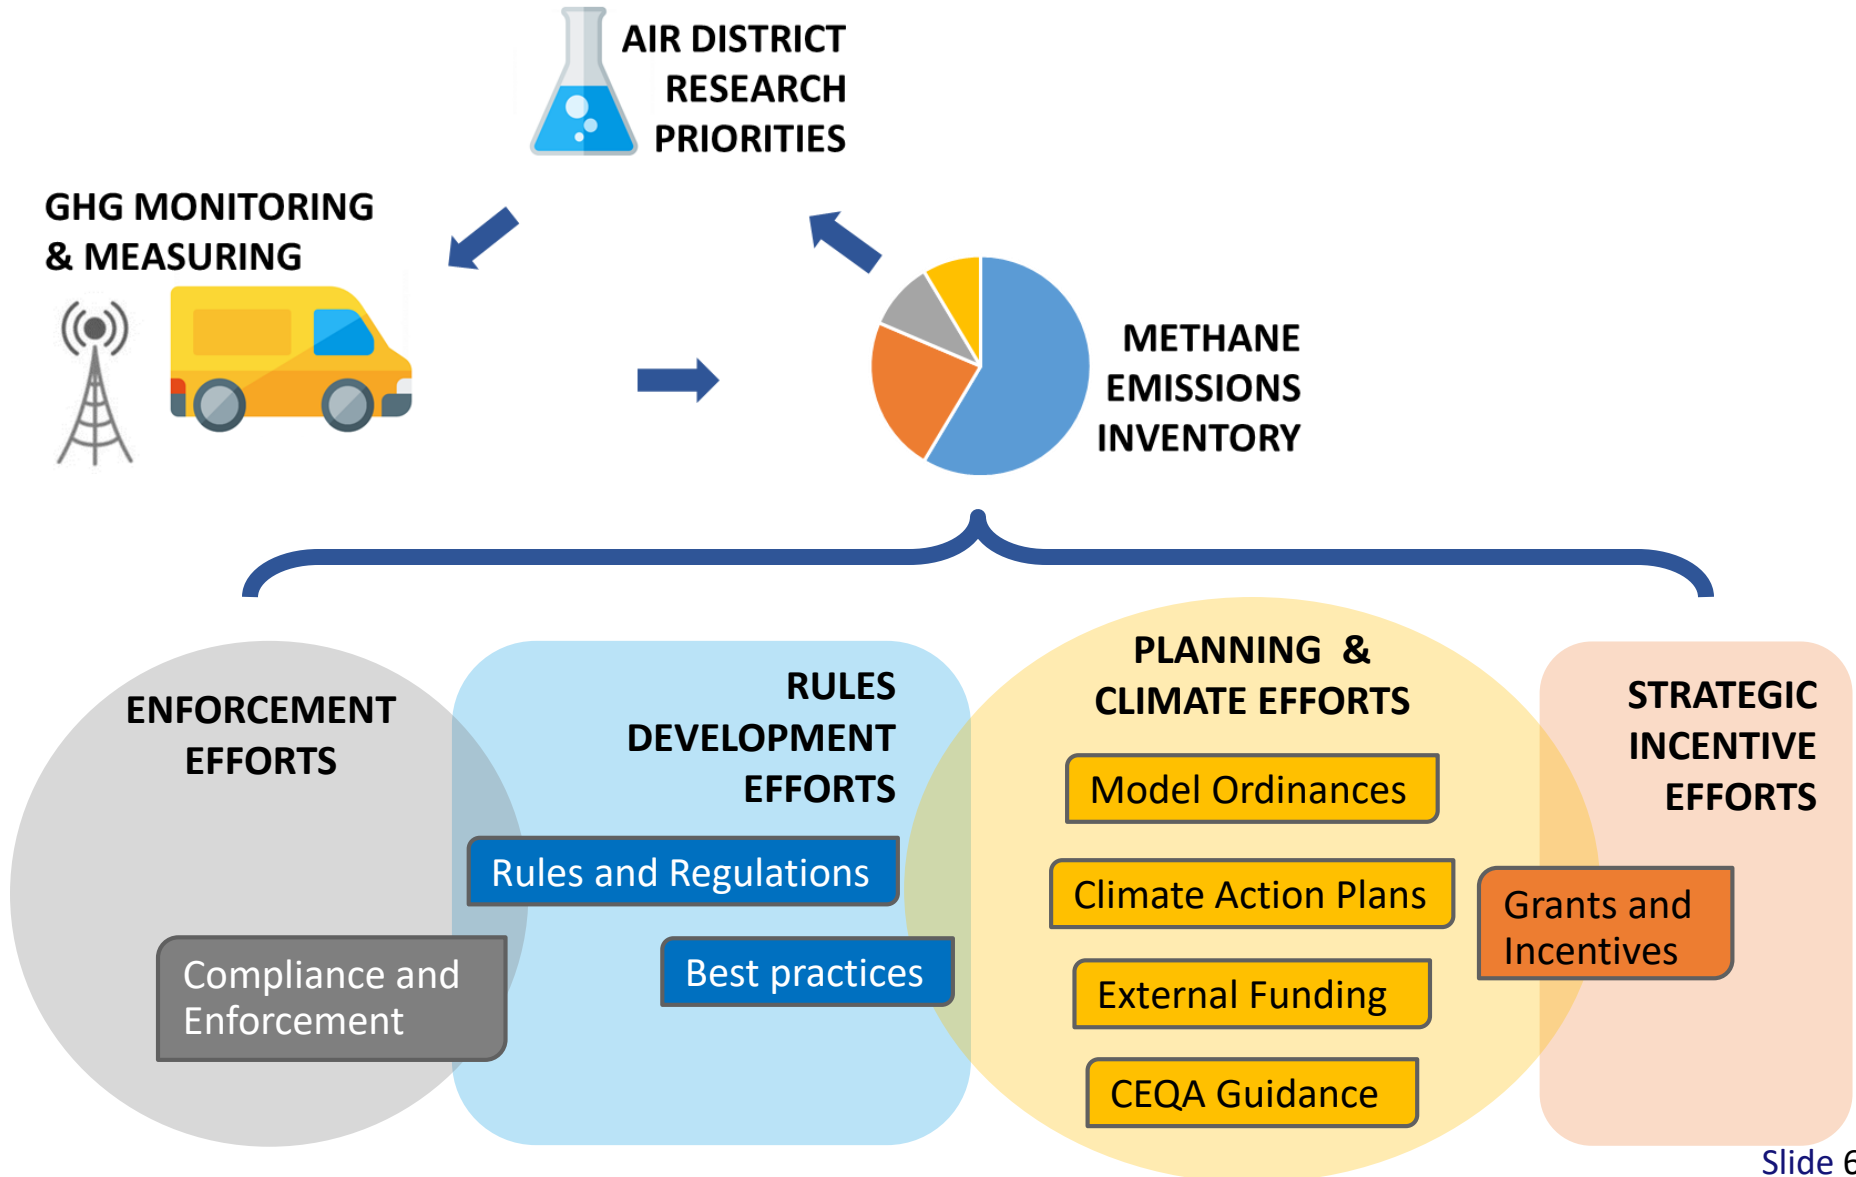 AIR DISTRICT
RESEARCH
PRIORITIES
GHG MONITORING
& MEASURING
METHANE
EMISSIONS
INVENTORY
ENFORCEMENT
EFFORTS
Compliance and
Enforcement
RULES
DEVELOPMENT
EFFORTS
Rules and Regulations
Best practices
PLANNING &
CLIMATE EFFORTS
Model Ordinances
Climate Action Plans
External Funding
CEQA Guidance
STRATEGIC
INCENTIVE
EFFORTS
Grants and
Incentives
Slide 6